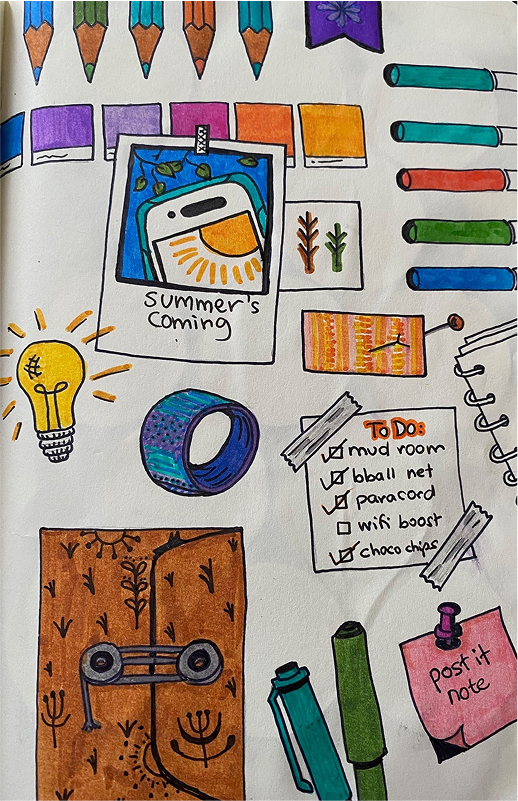 summer's
coming
To Do:
mud room
bball net
paracord
wifi boost
choco chips
post it
note